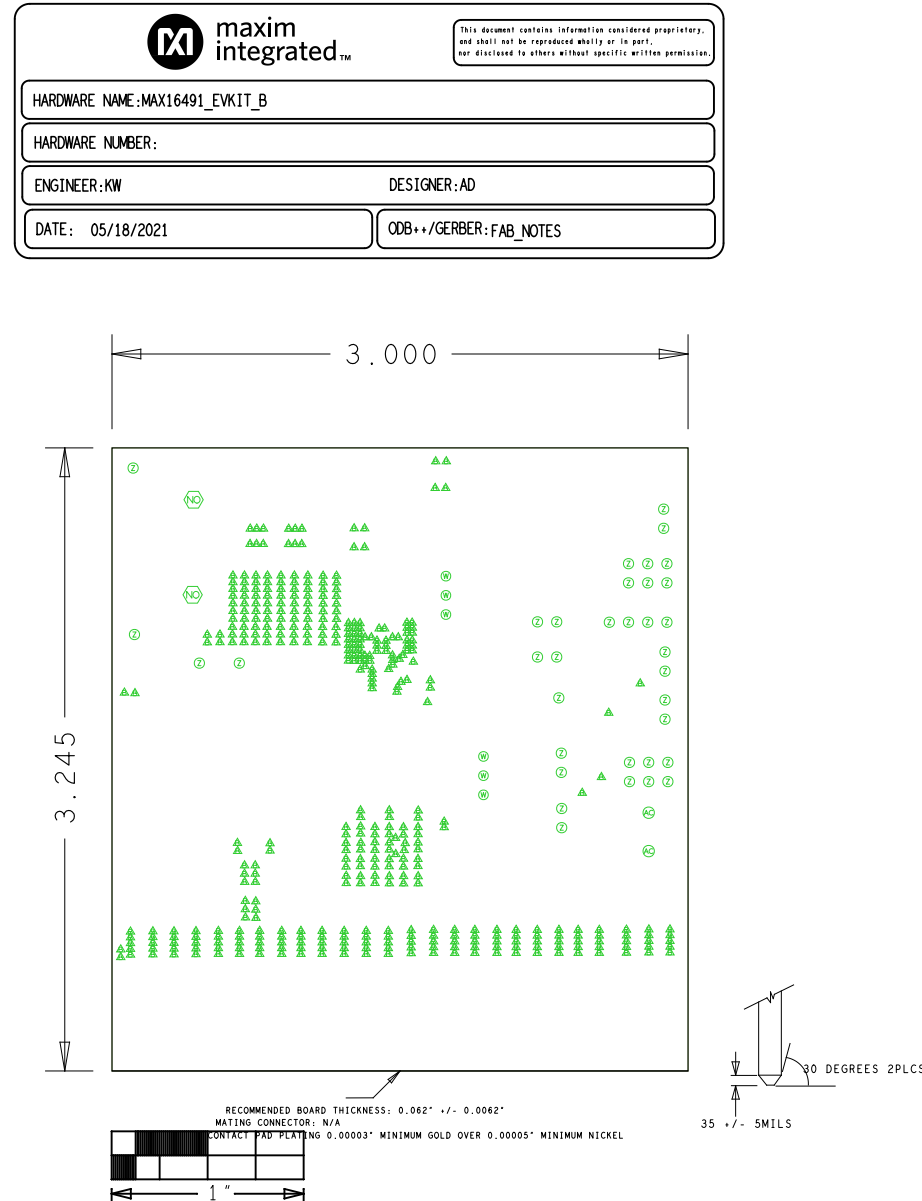 maxim
integrated™
This document contains information considered proprietary,
and shall not be reproduced wholly or in part,
nor disclosed to others without specific written permission.
HARDWARE NAME:MAX16491_EVKIT_B
HARDWARE NUMBER:
ENGINEER:KW DESIGNER:AD
DATE: 05/18/2021 ODB++/GERBER:FAB_NOTES
3.000
3.245
Z
NO
Z
Z
Z Z Z
W
NO
Z Z Z
W
W
Z Z Z Z Z Z
Z
Z Z
Z Z Z
Z
Z Z
Z
Z
W
Z
Z Z Z
W
Z
Z Z Z
W
Z
AC
Z
AC
30 DEGREES 2PLCS
35 +/- 5MILS
RECOMMENDED BOARD THICKNESS: 0.062" +/- 0.0062"
MATING CONNECTOR: N/A
CONTACT PAD PLATING 0.00003" MINIMUM GOLD OVER 0.00005" MINIMUM NICKEL
1"